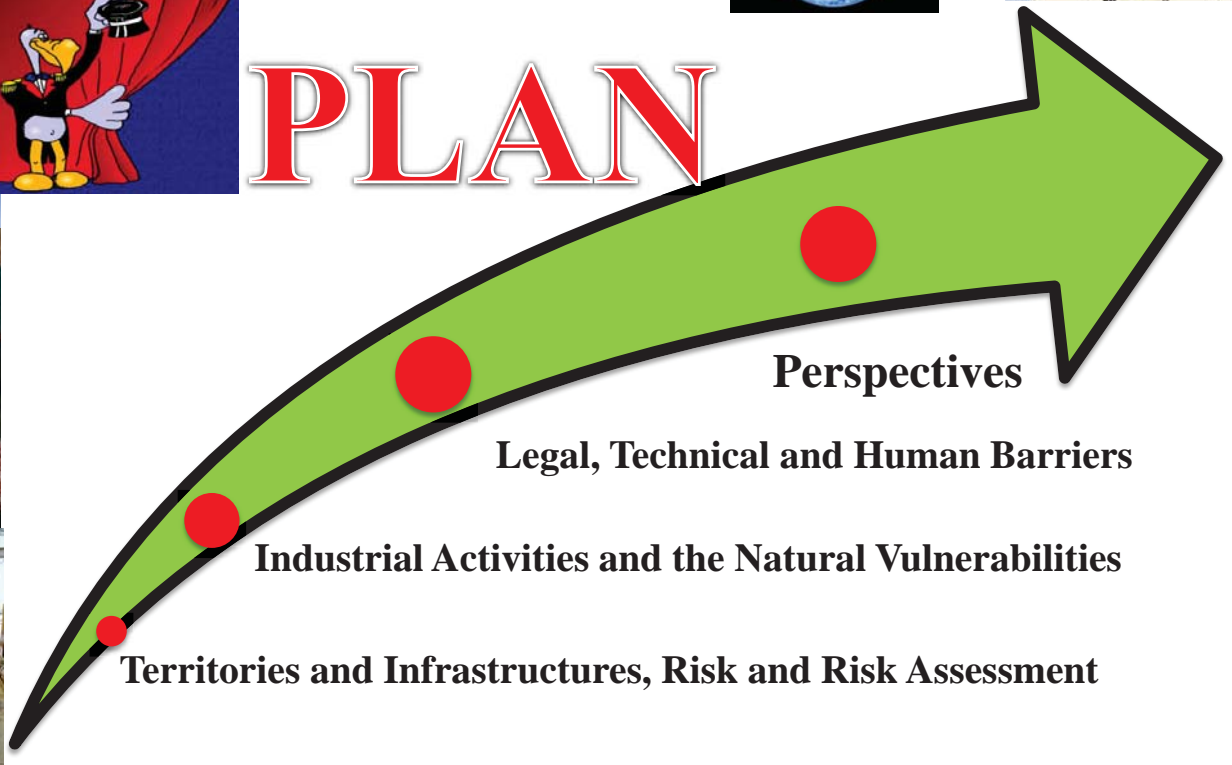 PLAN
Perspectives
Legal, Technical and Human Barriers
Industrial Activities and the Natural Vulnerabilities
Territories and Infrastructures, Risk and Risk Assessment